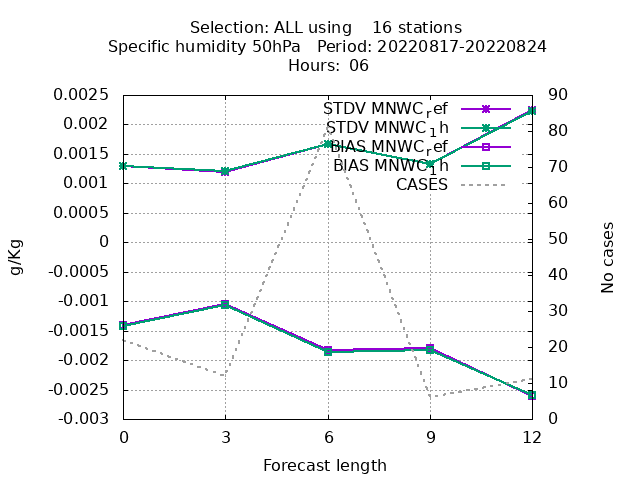 Selection: ALL using    16 stations
Specific humidity 50hPa   Period: 20220817-20220824
Hours: 06
STDV MNWC_ref
STDV MNWC_1h
BIAS MNWC_ref
BIAS MNWC_1h
CASES
0.0025
0.002
0.0015
0.001
0.0005
0
-0.0005
-0.001
-0.0015
-0.002
-0.0025
-0.003
g/Kg
90
80
70
60
50
40
30
20
10
0
No cases
0 3 6 9 12
Forecast length